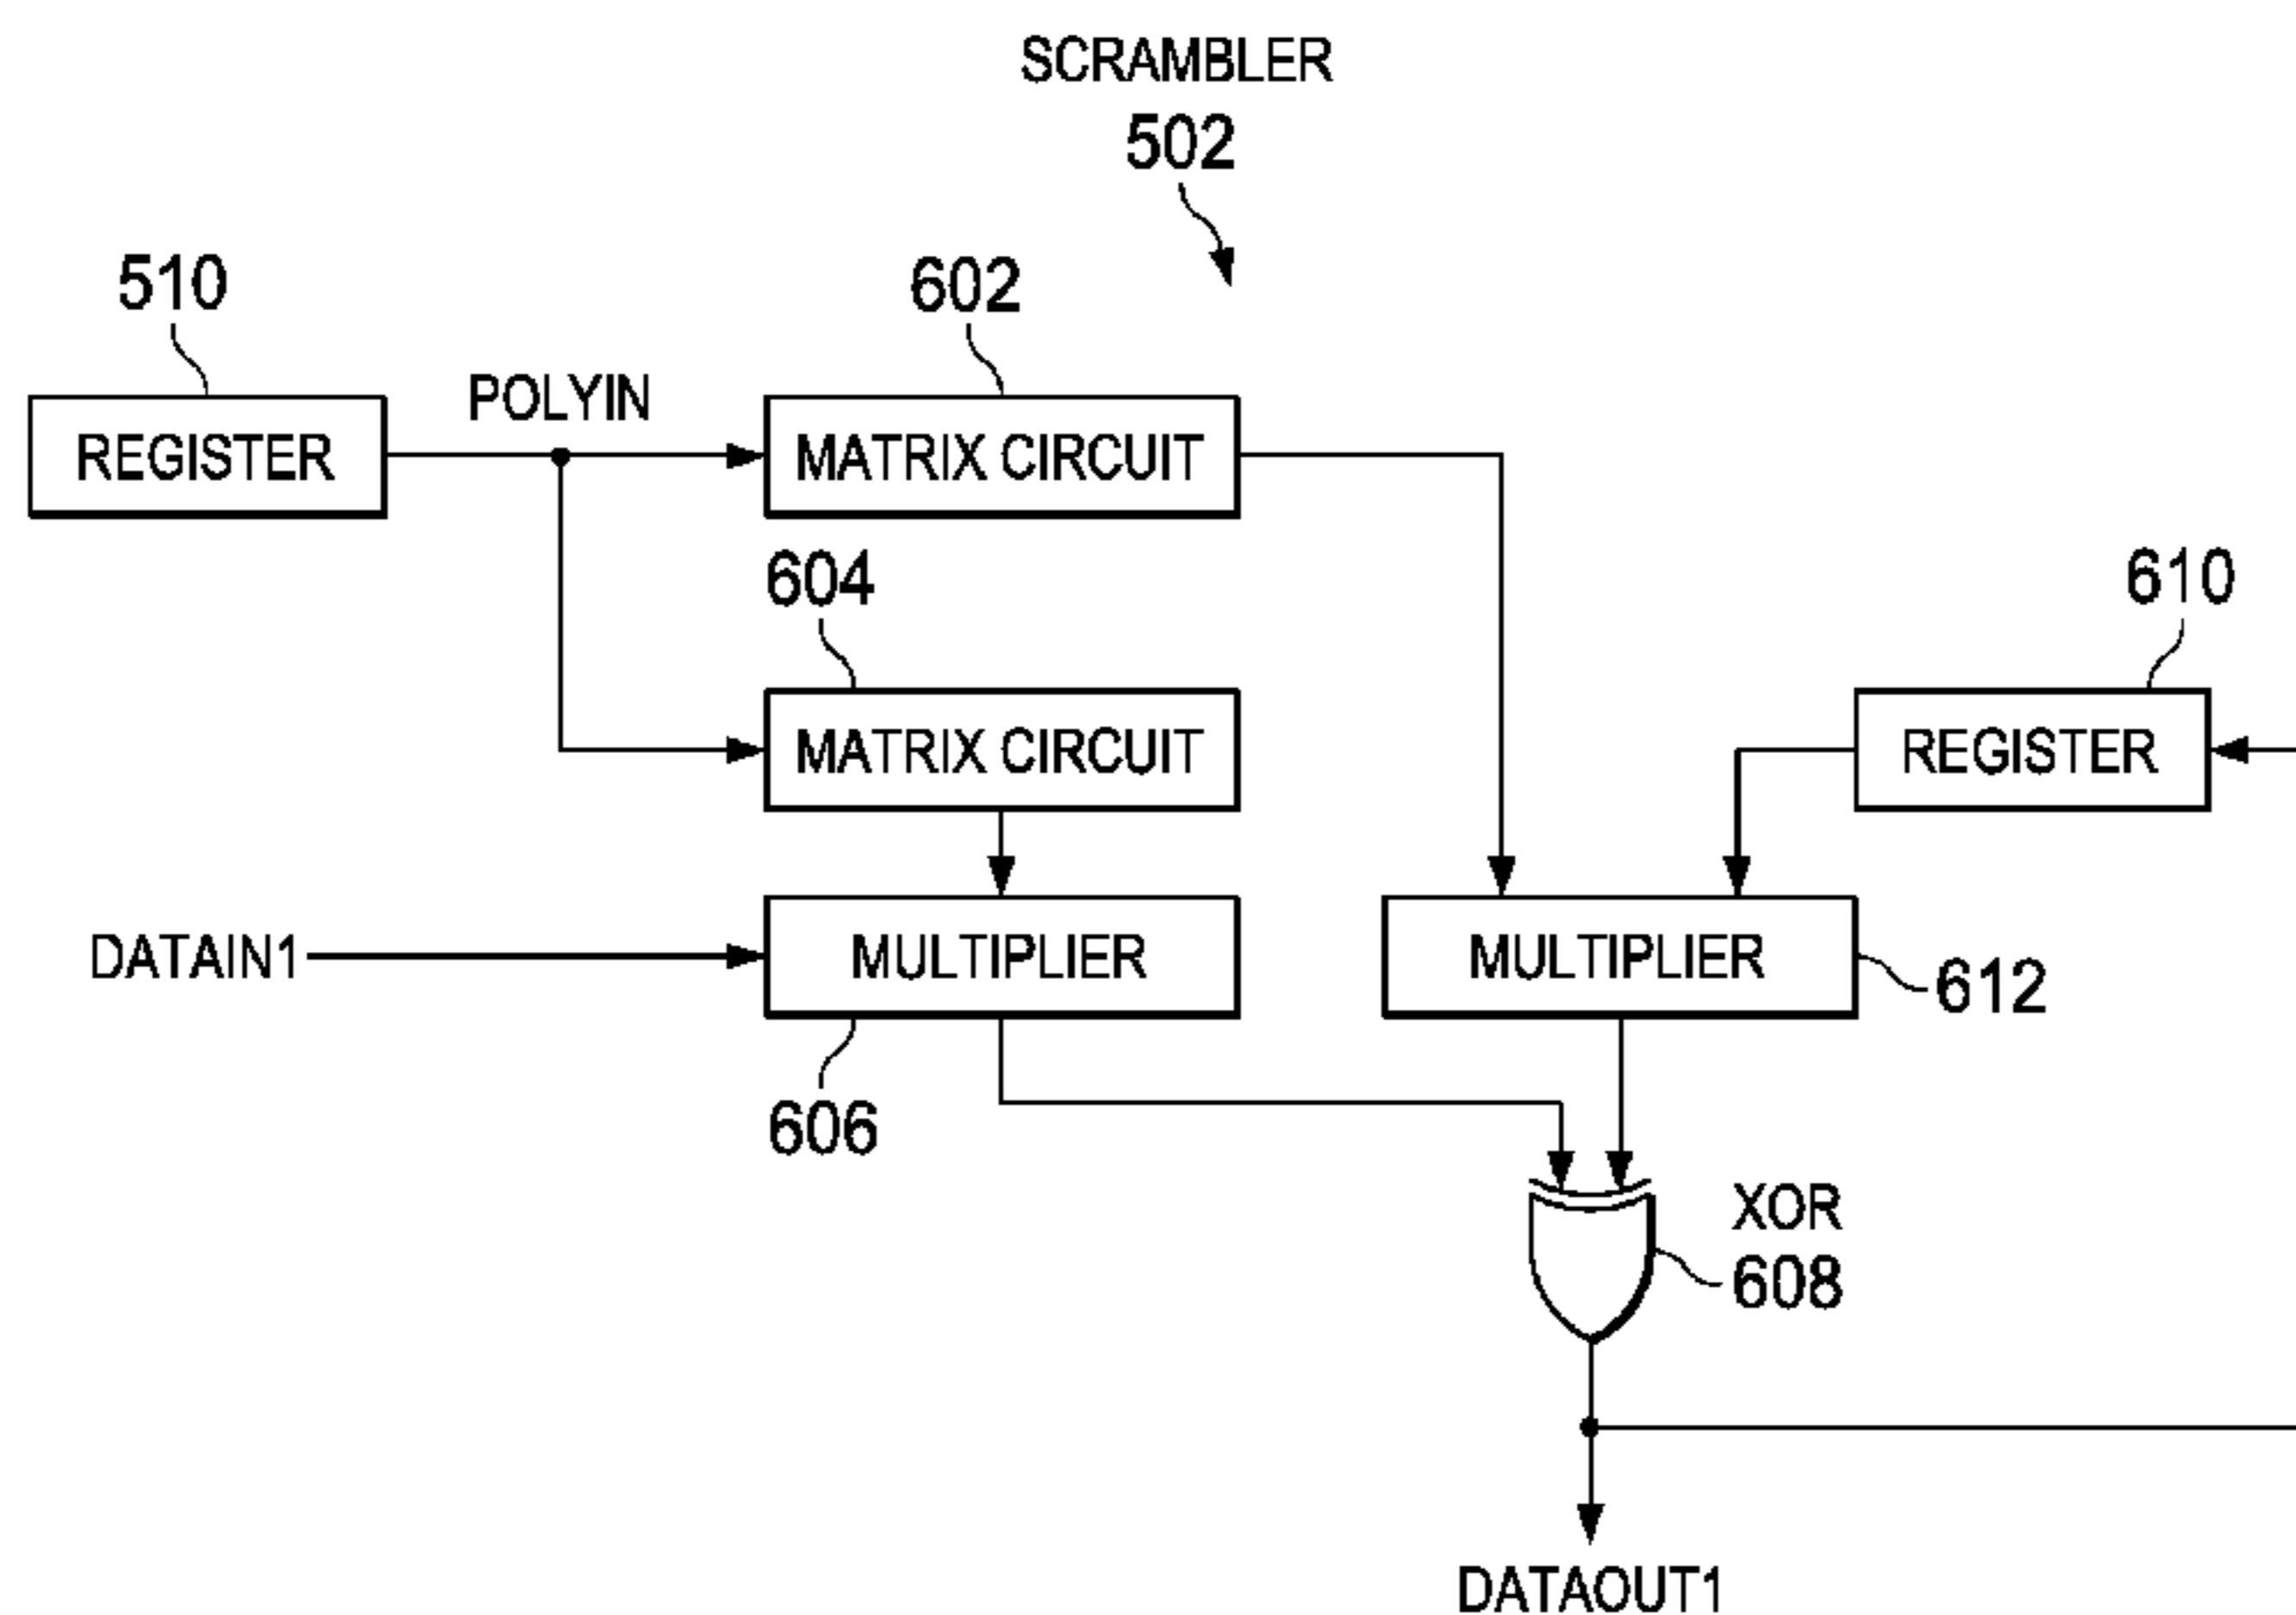 SCRAMBLER
502
510
602
POLYIN
REGISTER
MATRIX CIRCUIT
604
610
MATRIX CIRCUIT
REGISTER
DATAIN1
MULTIPLIER
MULTIPLIER
612
606
XOR
608
DATAOUT1